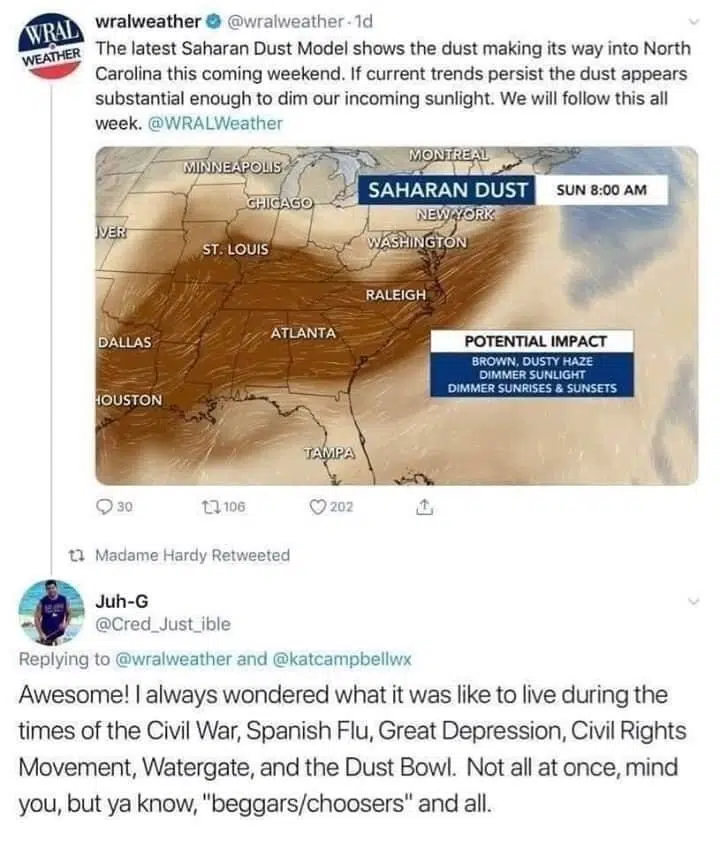 WRAL
WEATHER
wralweather @wralweather · 1d
The latest Saharan Dust Model shows the dust making its way into North
Carolina this coming weekend. If current trends persist the dust appears
substantial enough to dim our incoming sunlight. We will follow this all
week. @WRALWeather
MONTREAL
MINNEAPOLIS
SAHARAN DUST
SUN 8:00 AM
CHICAGO
NEW YORK
VER
WASHINGTON
ST. LOUIS
RALEIGH
ATLANTA
DALLAS
POTENTIAL IMPACT
BROWN, DUSTY HAZE
DIMMER SUNLIGHT
DIMMER SUNRISES & SUNSETS
HOUSTON
TAMPA
30 106 202
Madame Hardy Retweeted
Juh-G
@Cred_Just_ible
Replying to @wralweather and @katcampbellwx
Awesome! I always wondered what it was like to live during the
times of the Civil War, Spanish Flu, Great Depression, Civil Rights
Movement, Watergate, and the Dust Bowl. Not all at once, mind
you, but ya know, "beggars/choosers" and all.